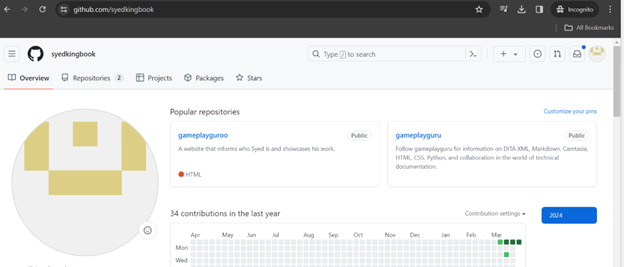 github.com/syedkingbook
Incognito
All Bookmarks
syedkingbook
Type / to search
Overview
Repositories 2
Projects
Packages
Stars
Popular repositories
Customize your pins
gameplayguroo
Public
A website that informs who Syed is and showcases his work.
HTML
gameplayguru
Public
Follow gameplayguru for information on DITA XML, Markdown, Camtasia,
HTML, CSS, Python, and collaboration in the world of technical
documentation.
34 contributions in the last year
Contribution settings
2024
Apr May Jun Jul Aug Sep Oct Nov Dec Jan Feb Mar
Mon
Wed